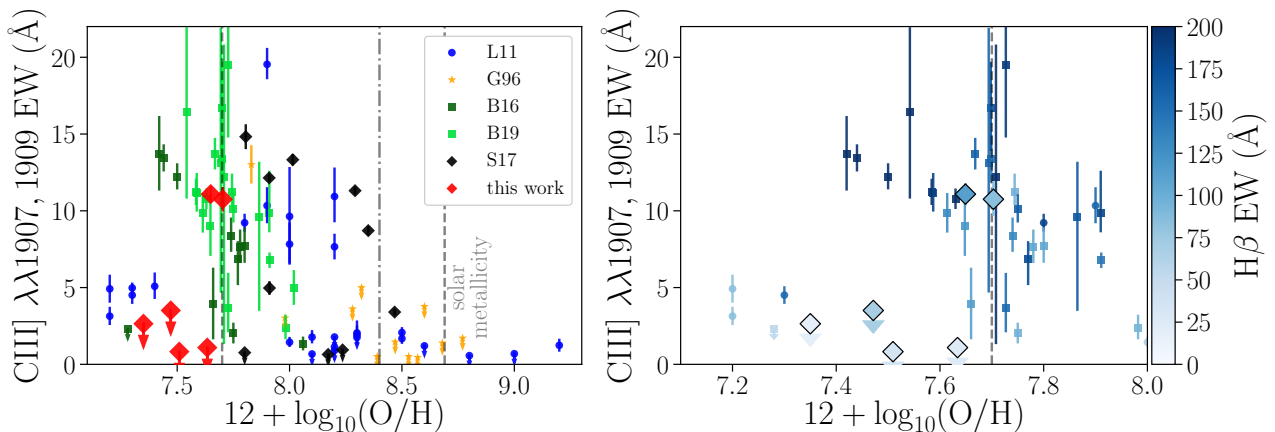 CIII] λλ1907, 1909 EW (Å)
20
15
10
5
0
7.5
8.0
8.5
9.0
12 + log₁₀(O/H)
L11
G96
B16
B19
S17
this work
solar
metallicity
CIII] λλ1907, 1909 EW (Å)
20
15
10
5
0
7.2
7.4
7.6
7.8
8.0
12 + log₁₀(O/H)
200
175
150
125
100
75
50
25
0
Hβ EW (Å)